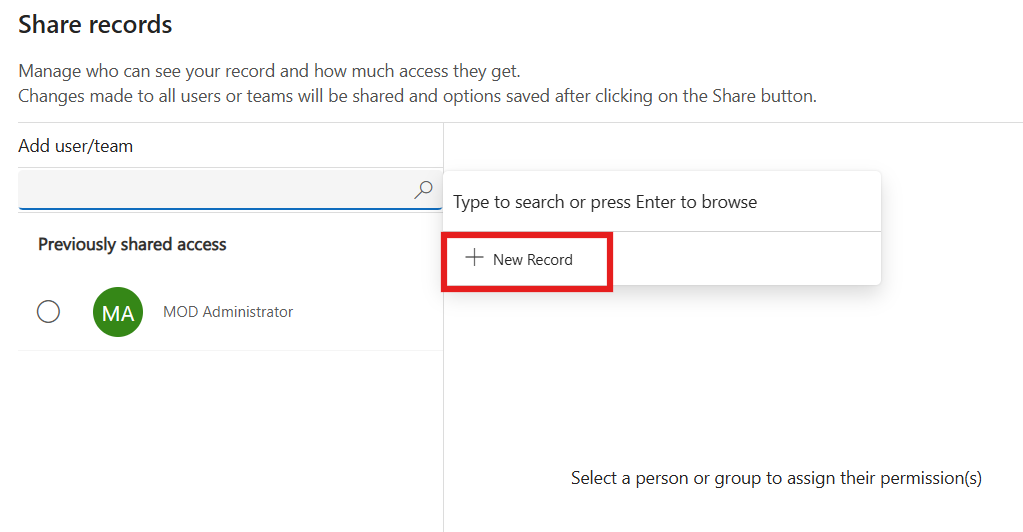 Share records
Manage who can see your record and how much access they get.
Changes made to all users or teams will be shared and options saved after clicking on the Share button.
Add user/team
Type to search or press Enter to browse
New Record
Previously shared access
MA
MOD Administrator
Select a person or group to assign their permission(s)